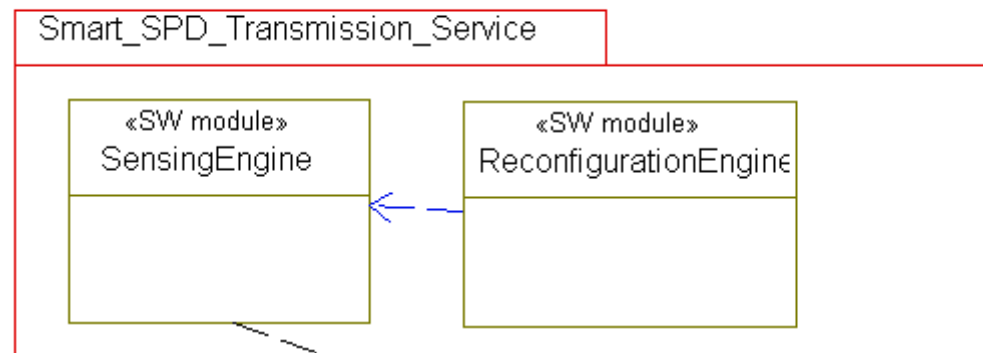 Smart_SPD_Transmission_Service
«SW module»
SensingEngine
«SW module»
ReconfigurationEngine